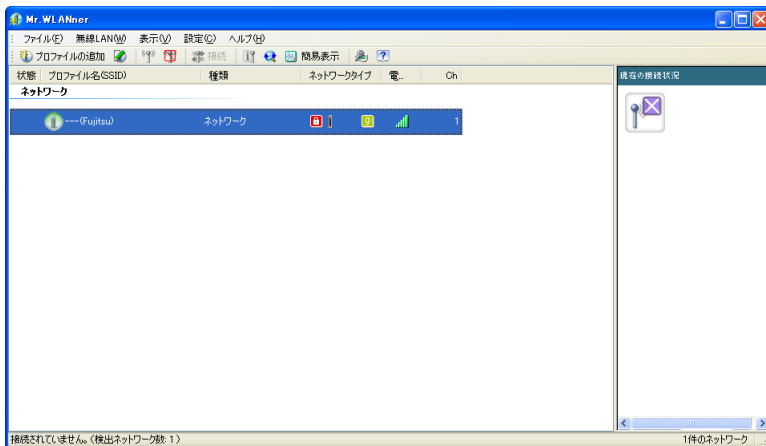 Mr.WLANner
ファイル(F) 無線LAN(W) 表示(V) 設定(C) ヘルプ(H)
プロファイルの追加 接続 簡易表示
状態 プロファイル名(SSID) 種類 ネットワークタイプ 電... Ch
現在の接続状況
ネットワーク
---(Fujitsu) ネットワーク 1
接続されていません。(検出ネットワーク数: 1)
1件のネットワーク